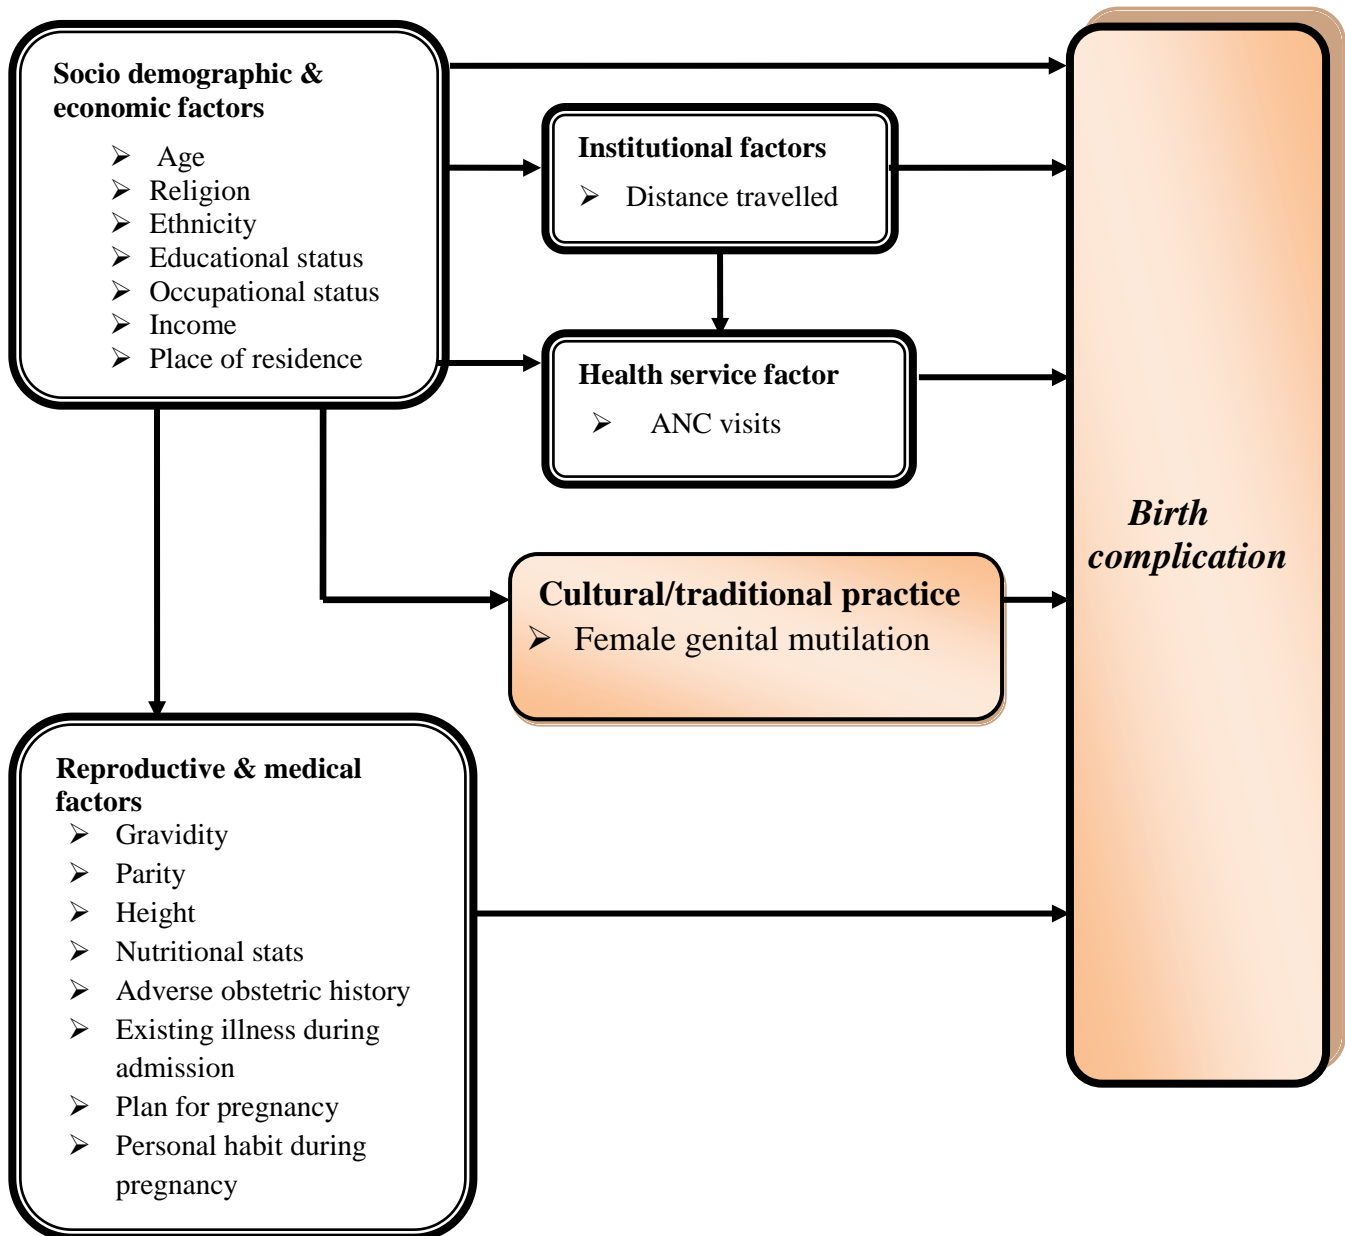 Socio demographic &
economic factors
➢ Age
➢ Religion
➢ Ethnicity
➢ Educational status
➢ Occupational status
➢ Income
➢ Place of residence
Institutional factors
➢ Distance travelled
Health service factor
➢ ANC visits
Cultural/traditional practice
➢ Female genital mutilation
Reproductive & medical
factors
➢ Gravidity
➢ Parity
➢ Height
➢ Nutritional stats
➢ Adverse obstetric history
➢ Existing illness during
admission
➢ Plan for pregnancy
➢ Personal habit during
pregnancy
Birth
complication